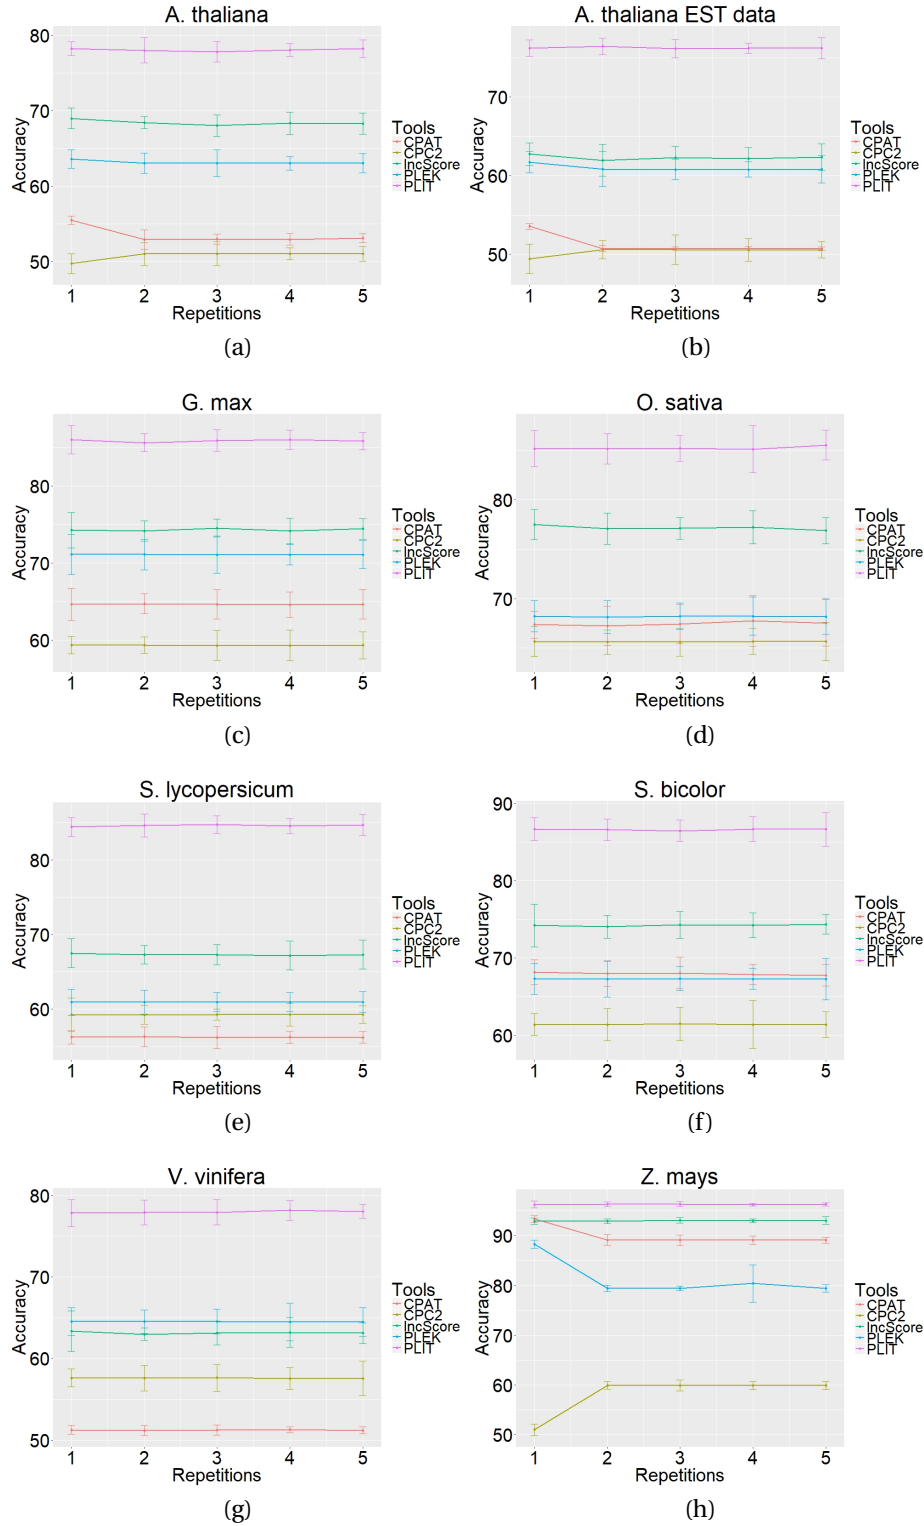 A. thaliana
80
70
60
50
Accuracy
1 2 3 4 5
Repetitions
Tools
CPAT
CPC2
lncScore
PLEK
PLIT
(a)
A. thaliana EST data
70
60
50
Accuracy
1 2 3 4 5
Repetitions
Tools
CPAT
CPC2
lncScore
PLEK
PLIT
(b)
G. max
80
70
60
Accuracy
1 2 3 4 5
Repetitions
Tools
CPAT
CPC2
lncScore
PLEK
PLIT
(c)
O. sativa
80
70
Accuracy
1 2 3 4 5
Repetitions
Tools
CPAT
CPC2
lncScore
PLEK
PLIT
(d)
S. lycopersicum
80
70
60
Accuracy
1 2 3 4 5
Repetitions
Tools
CPAT
CPC2
lncScore
PLEK
PLIT
(e)
S. bicolor
90
80
70
60
Accuracy
1 2 3 4 5
Repetitions
Tools
CPAT
CPC2
lncScore
PLEK
PLIT
(f)
V. vinifera
80
70
60
50
Accuracy
1 2 3 4 5
Repetitions
Tools
CPAT
CPC2
lncScore
PLEK
PLIT
(g)
Z. mays
90
80
70
60
50
Accuracy
1 2 3 4 5
Repetitions
Tools
CPAT
CPC2
lncScore
PLEK
PLIT
(h)